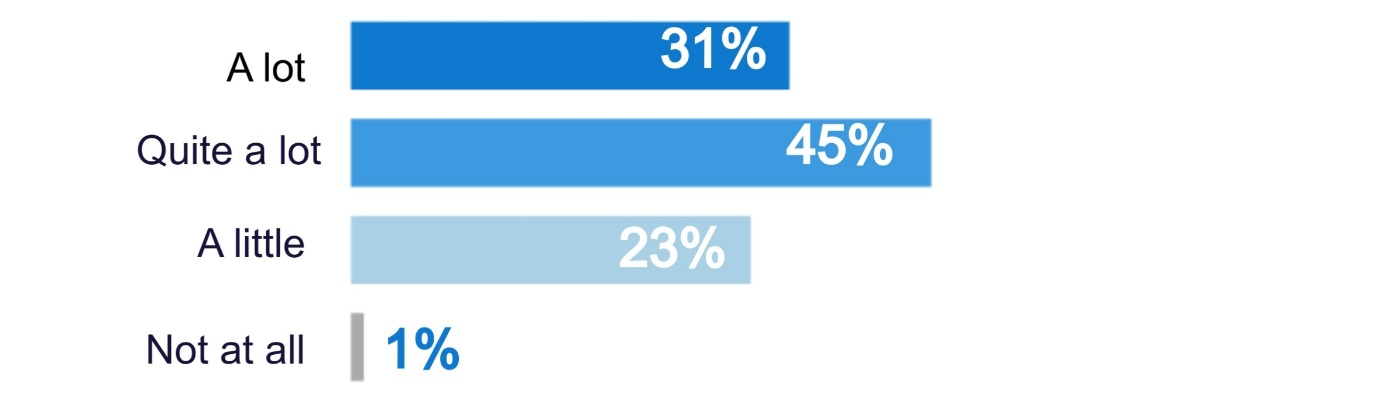 A lot 31%
Quite a lot 45%
A little 23%
Not at all 1%